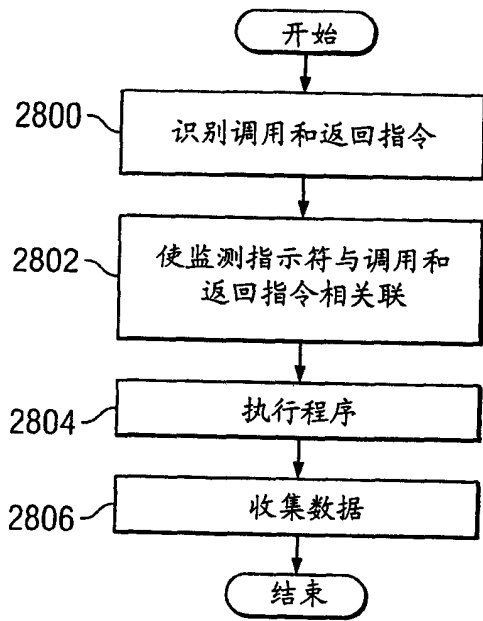 开始
2800
识别调用和返回指令
2802
使监测指示符与调用和
返回指令相关联
2804
执行程序
2806
收集数据
结束